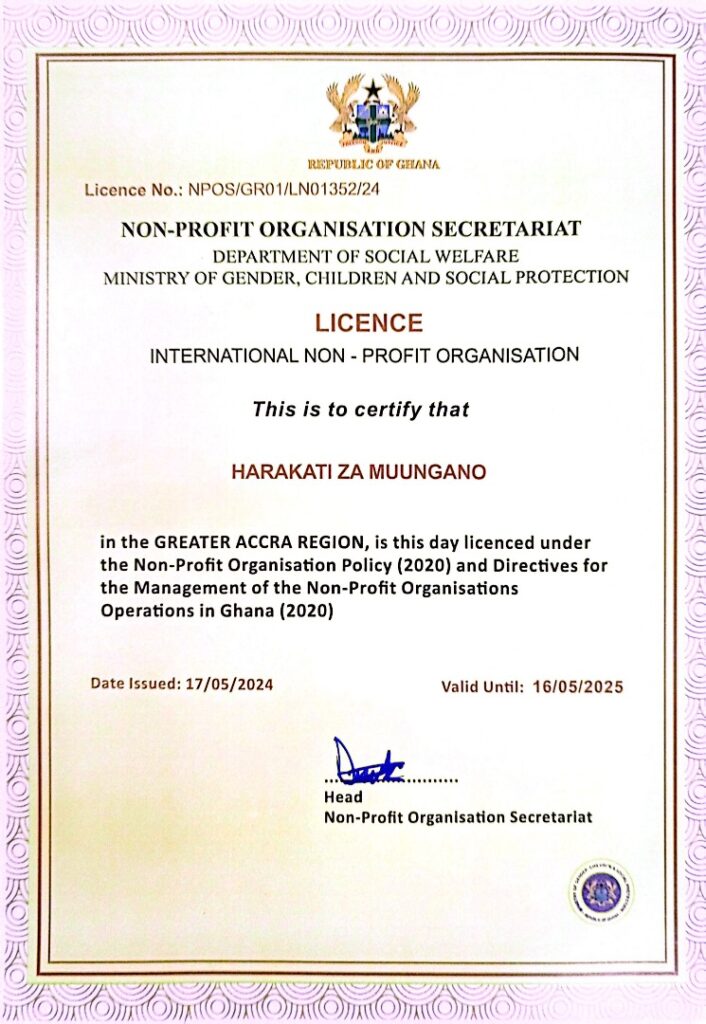 REPUBLIC OF GHANA
Licence No.: NPOS/GR01/LN01352/24
NON-PROFIT ORGANISATION SECRETARIAT
DEPARTMENT OF SOCIAL WELFARE
MINISTRY OF GENDER, CHILDREN AND SOCIAL PROTECTION
LICENCE
INTERNATIONAL NON - PROFIT ORGANISATION
This is to certify that
HARAKATI ZA MUUNGANO
in the GREATER ACCRA REGION, is this day licenced under
the Non-Profit Organisation Policy (2020) and Directives for
the Management of the Non-Profit Organisations
Operations in Ghana (2020)
Date Issued: 17/05/2024
Valid Until: 16/05/2025
Head
Non-Profit Organisation Secretariat